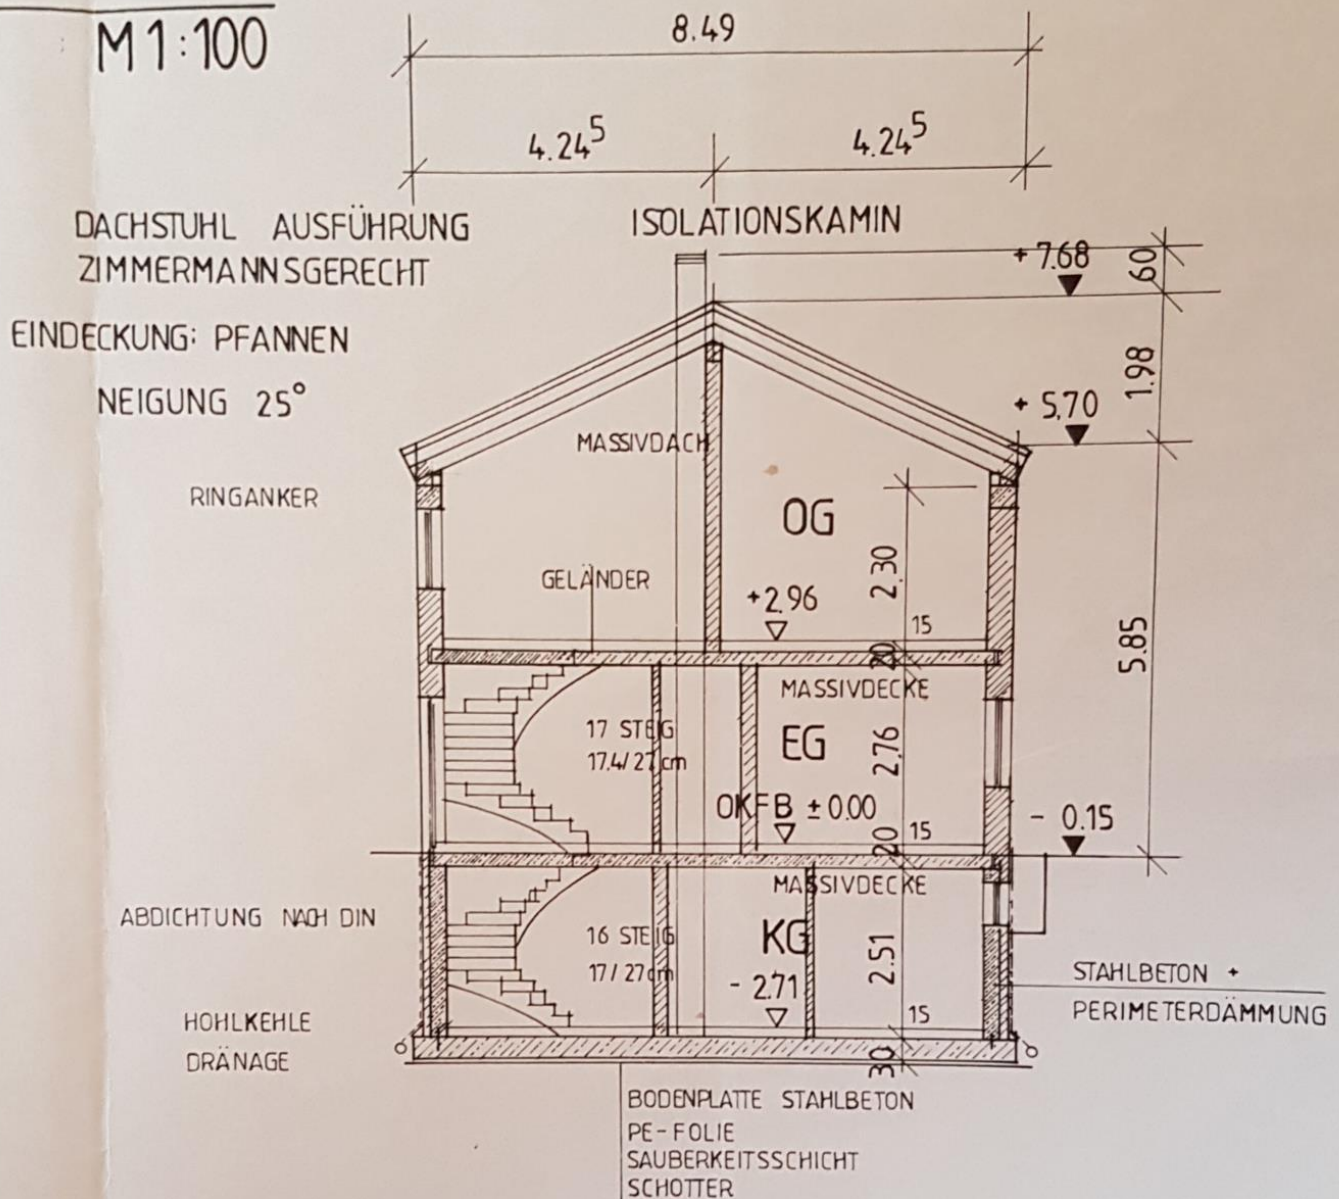 M 1:100
8.49
4.24⁵
4.24⁵
DACHSTUHL AUSFÜHRUNG
ZIMMERMANNSGERECHT
ISOLATIONSKAMIN
+ 7.68
60
EINDECKUNG: PFANNEN
NEIGUNG 25°
1.98
+ 5.70
MASSIVDACH
RINGANKER
OG
GELÄNDER
2.30
+2.96
15
20
5.85
MASSIVDECKE
17 STEIG
17.4/27 cm
EG
2.76
OKFB ± 0.00
20
15
- 0.15
MASSIVDECKE
ABDICHTUNG NACH DIN
16 STEIG
17/27cm
KG
2.51
- 2.71
15
STAHLBETON +
PERIMETERDÄMMUNG
HOHLKEHLE
DRÄNAGE
30
BODENPLATTE STAHLBETON
PE-FOLIE
SAUBERKEITSSCHICHT
SCHOTTER